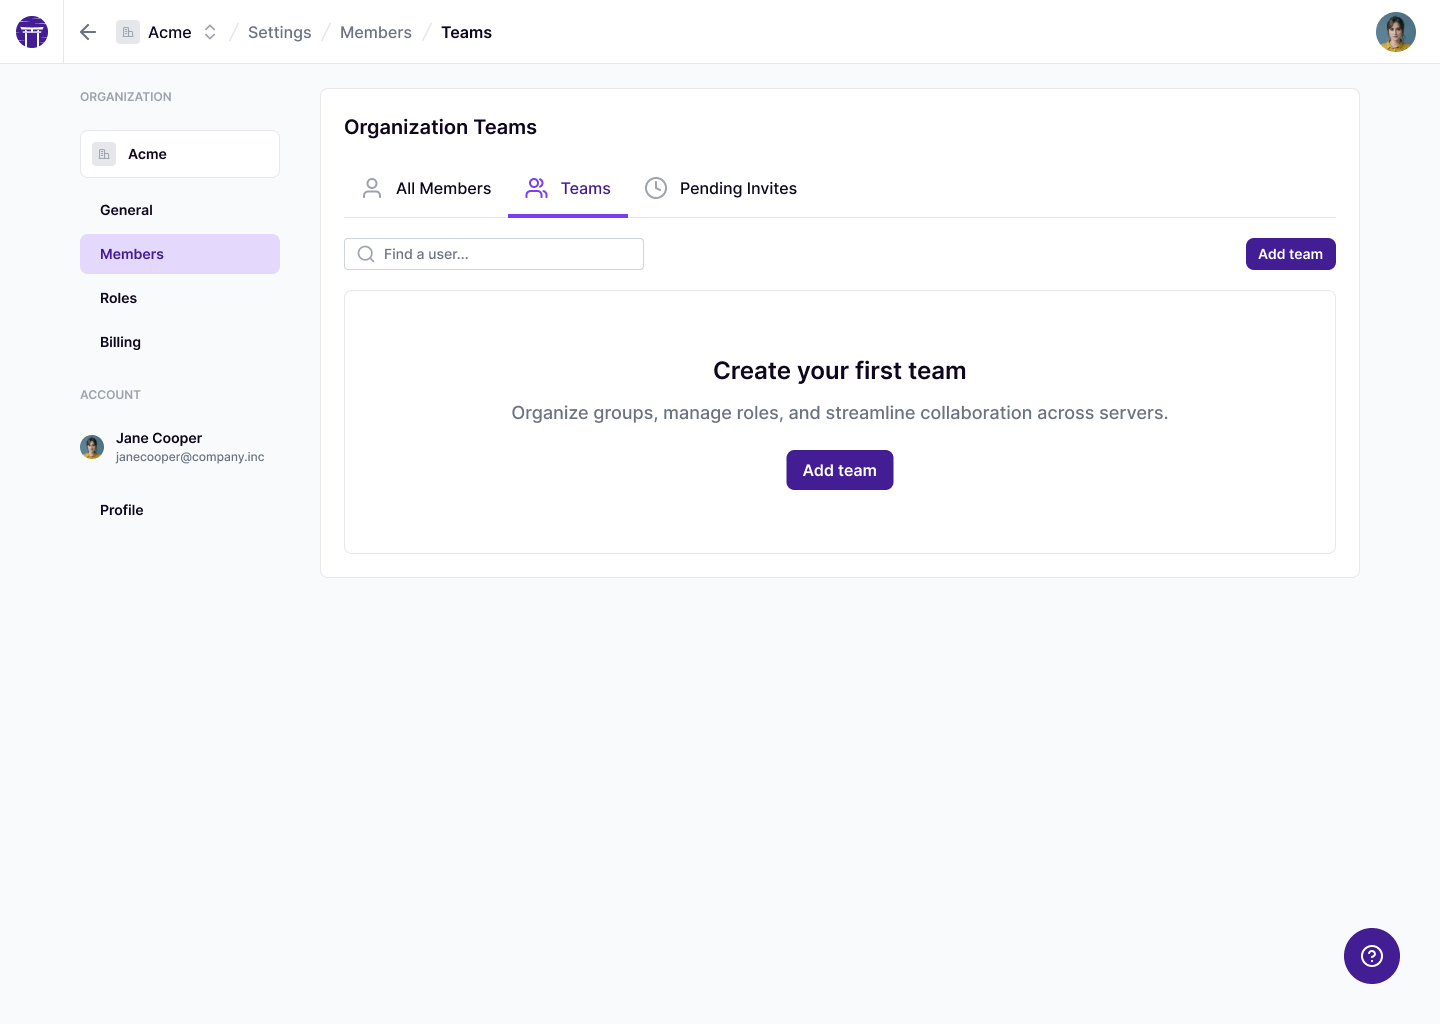 Acme
Settings
Members
Teams
ORGANIZATION
Acme
General
Members
Roles
Billing
ACCOUNT
Jane Cooper
janecooper@company.inc
Profile
Organization Teams
All Members
Teams
Pending Invites
Find a user...
Add team
Create your first team
Organize groups, manage roles, and streamline collaboration across servers.
Add team